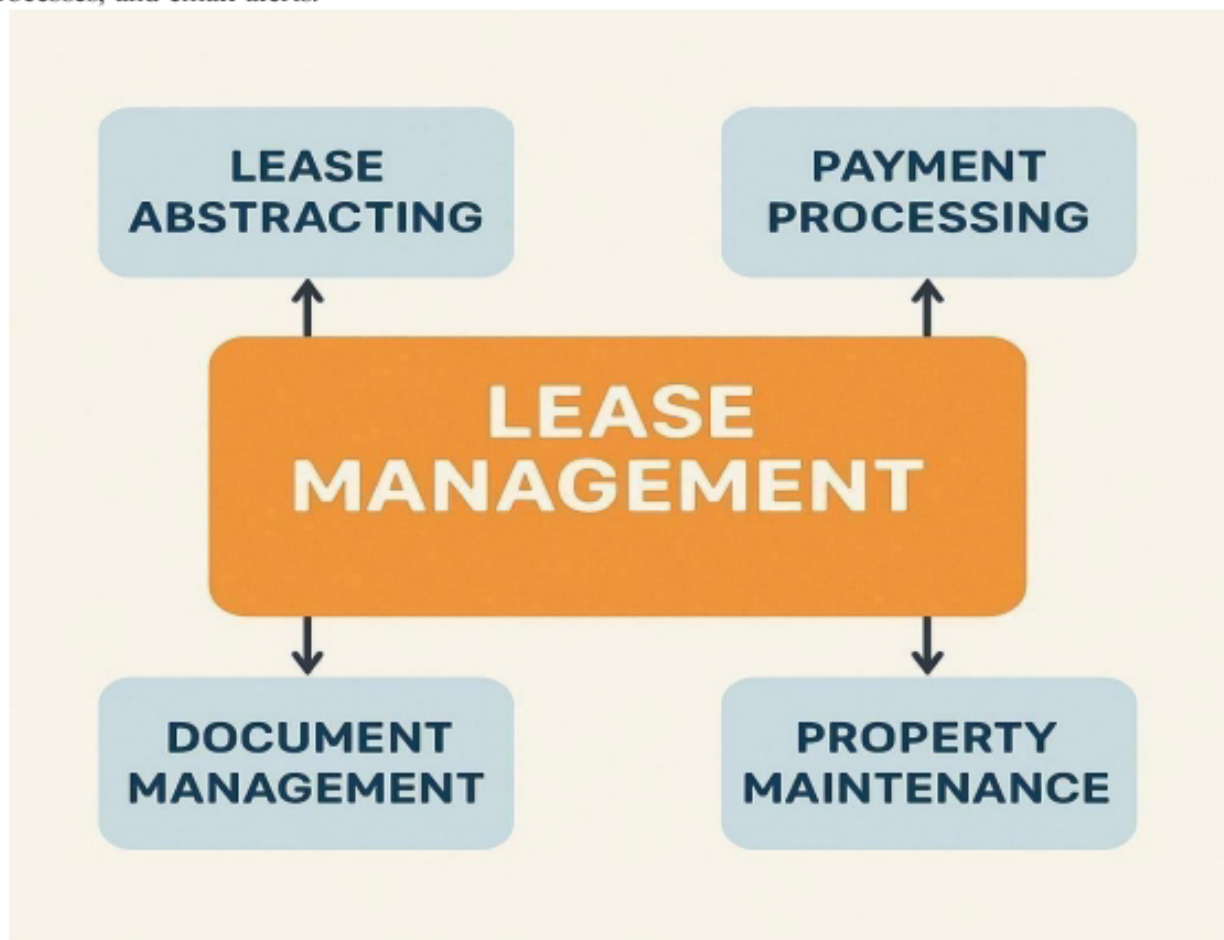 LEASE
ABSTRACTING
PAYMENT
PROCESSING
LEASE
MANAGEMENT
DOCUMENT
MANAGEMENT
PROPERTY
MAINTENANCE